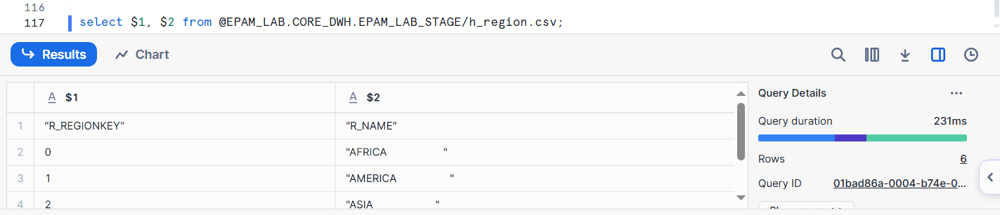 116
117 select $1, $2 from @EPAM_LAB.CORE_DWH.EPAM_LAB_STAGE/h_region.csv;
Results Chart
A $1 A $2
1 "R_REGIONKEY" "R_NAME"
2 0 "AFRICA "
3 1 "AMERICA "
4 2 "ASIA "
Query Details ...
Query duration 231ms
Rows 6
Query ID 01bad86a-0004-b74e-0...